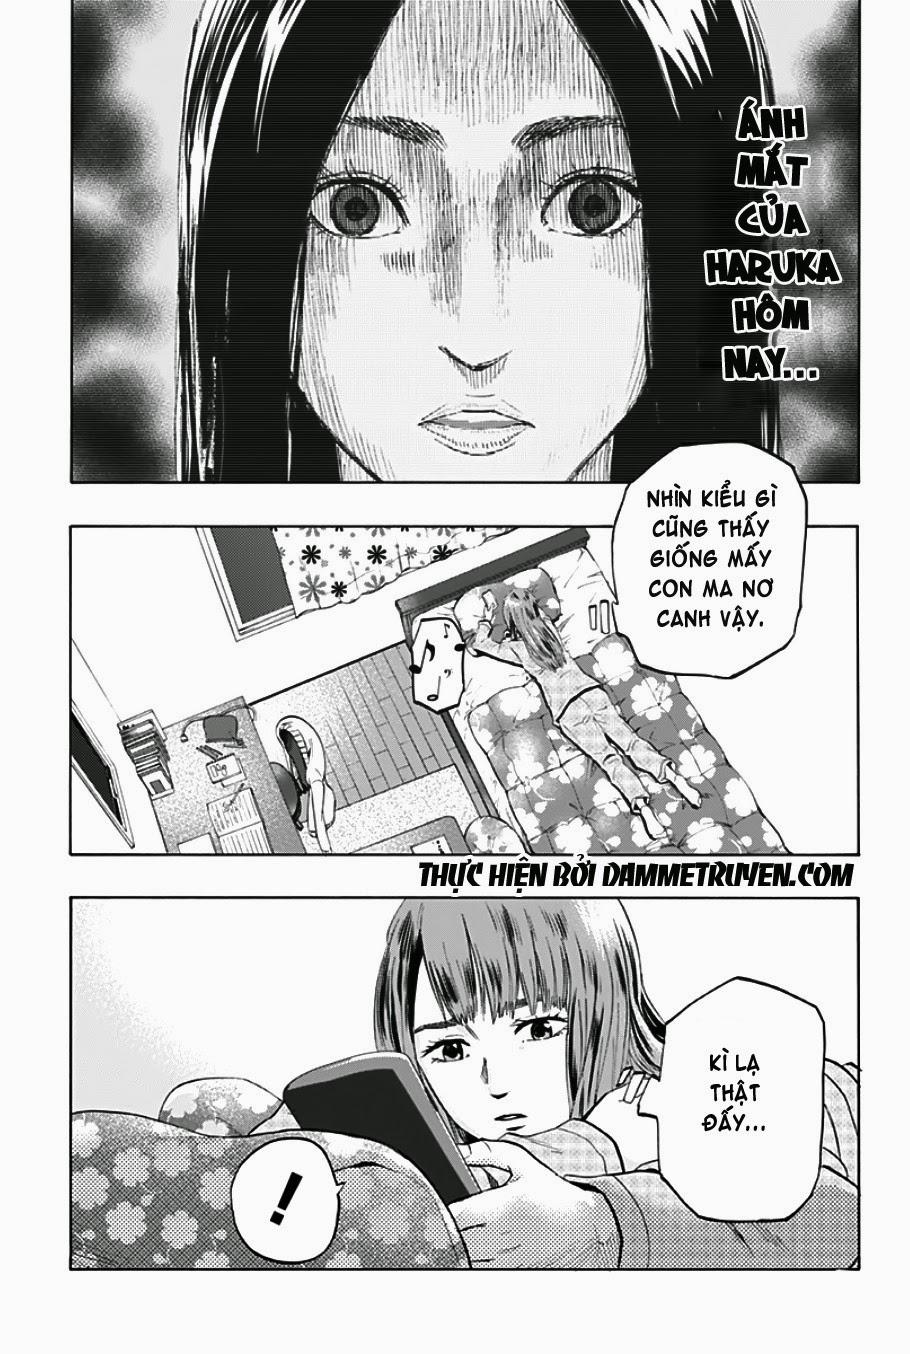 ÁNH
MẮT
CỦA
HARUKA
HÔM
NAY...
NHÌN KIỂU GÌ
CŨNG THẤY
GIỐNG MẤY
CON MA NƠ
CANH VẬY.
THỰC HIỆN BỞI DAMMETRUYEN.COM
KÌ LẠ
THẬT
ĐẤY...
!